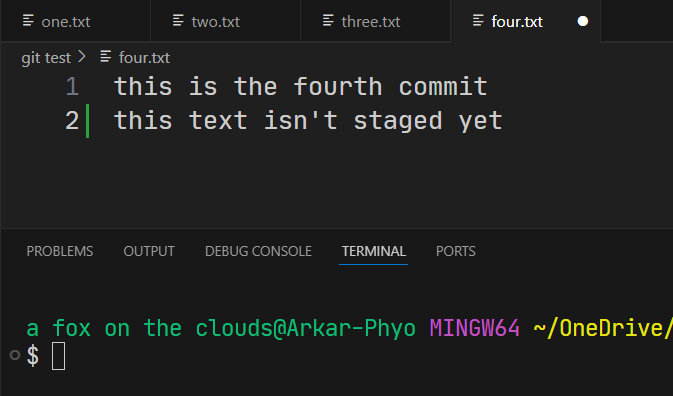 one.txt two.txt three.txt four.txt
git test > four.txt
1 this is the fourth commit
2 this text isn't staged yet
PROBLEMS OUTPUT DEBUG CONSOLE TERMINAL PORTS
a fox on the clouds@Arkar-Phyo MINGW64 ~/OneDrive/
$